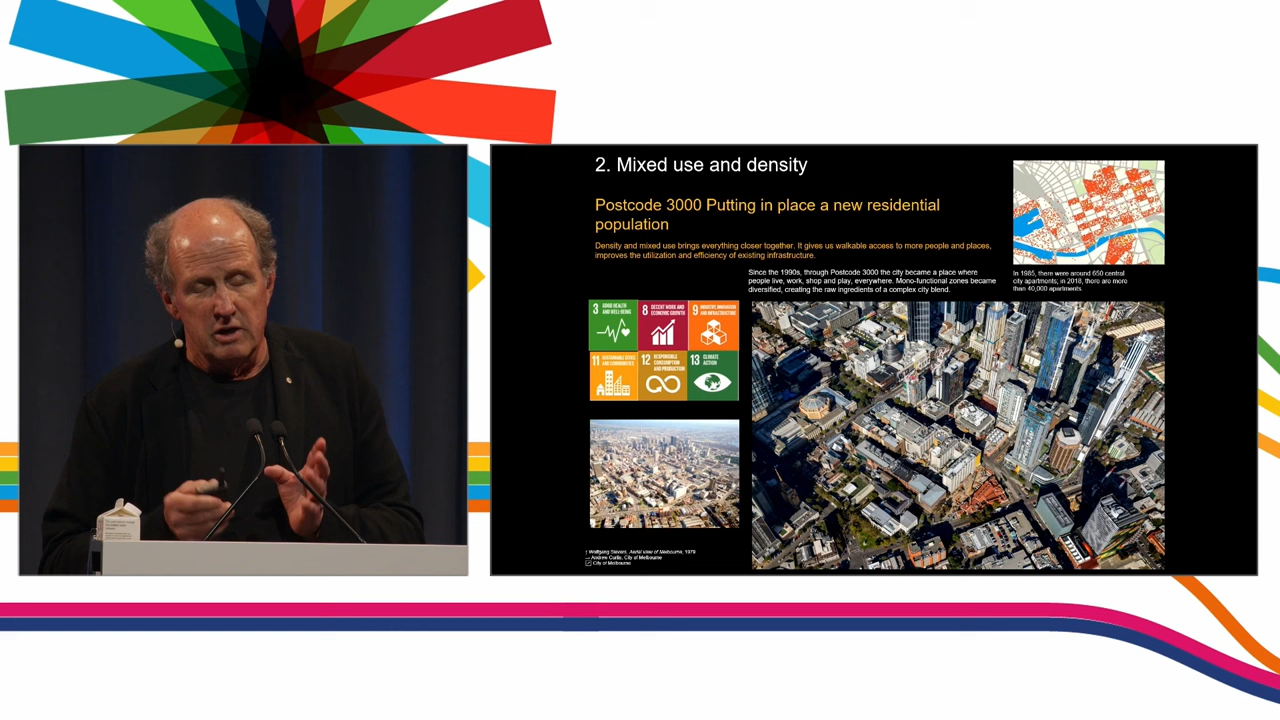 2. Mixed use and density
Postcode 3000 Putting in place a new residential
population
Density and mixed use brings everything closer together. It gives us walkable access to more people and places,
improves the utilization and efficiency of existing infrastructure.
Since the 1990s, through Postcode 3000 the city became a place where
people live, work, shop and play, everywhere. Mono-functional zones became
diversified, creating the raw ingredients of a complex city blend.
In 1985, there were around 650 central
city apartments; in 2018, there are more
than 40,000 apartments.
3 GOOD HEALTH
AND WELL-BEING
8 DECENT WORK AND
ECONOMIC GROWTH
9 INDUSTRY, INNOVATION
AND INFRASTRUCTURE
11 SUSTAINABLE CITIES
AND COMMUNITIES
12 RESPONSIBLE
CONSUMPTION
AND PRODUCTION
13 CLIMATE
ACTION
↑ Wolfgang Sievers, Aerial view of Melbourne, 1979
→ Andrew Curtis, City of Melbourne
City of Melbourne